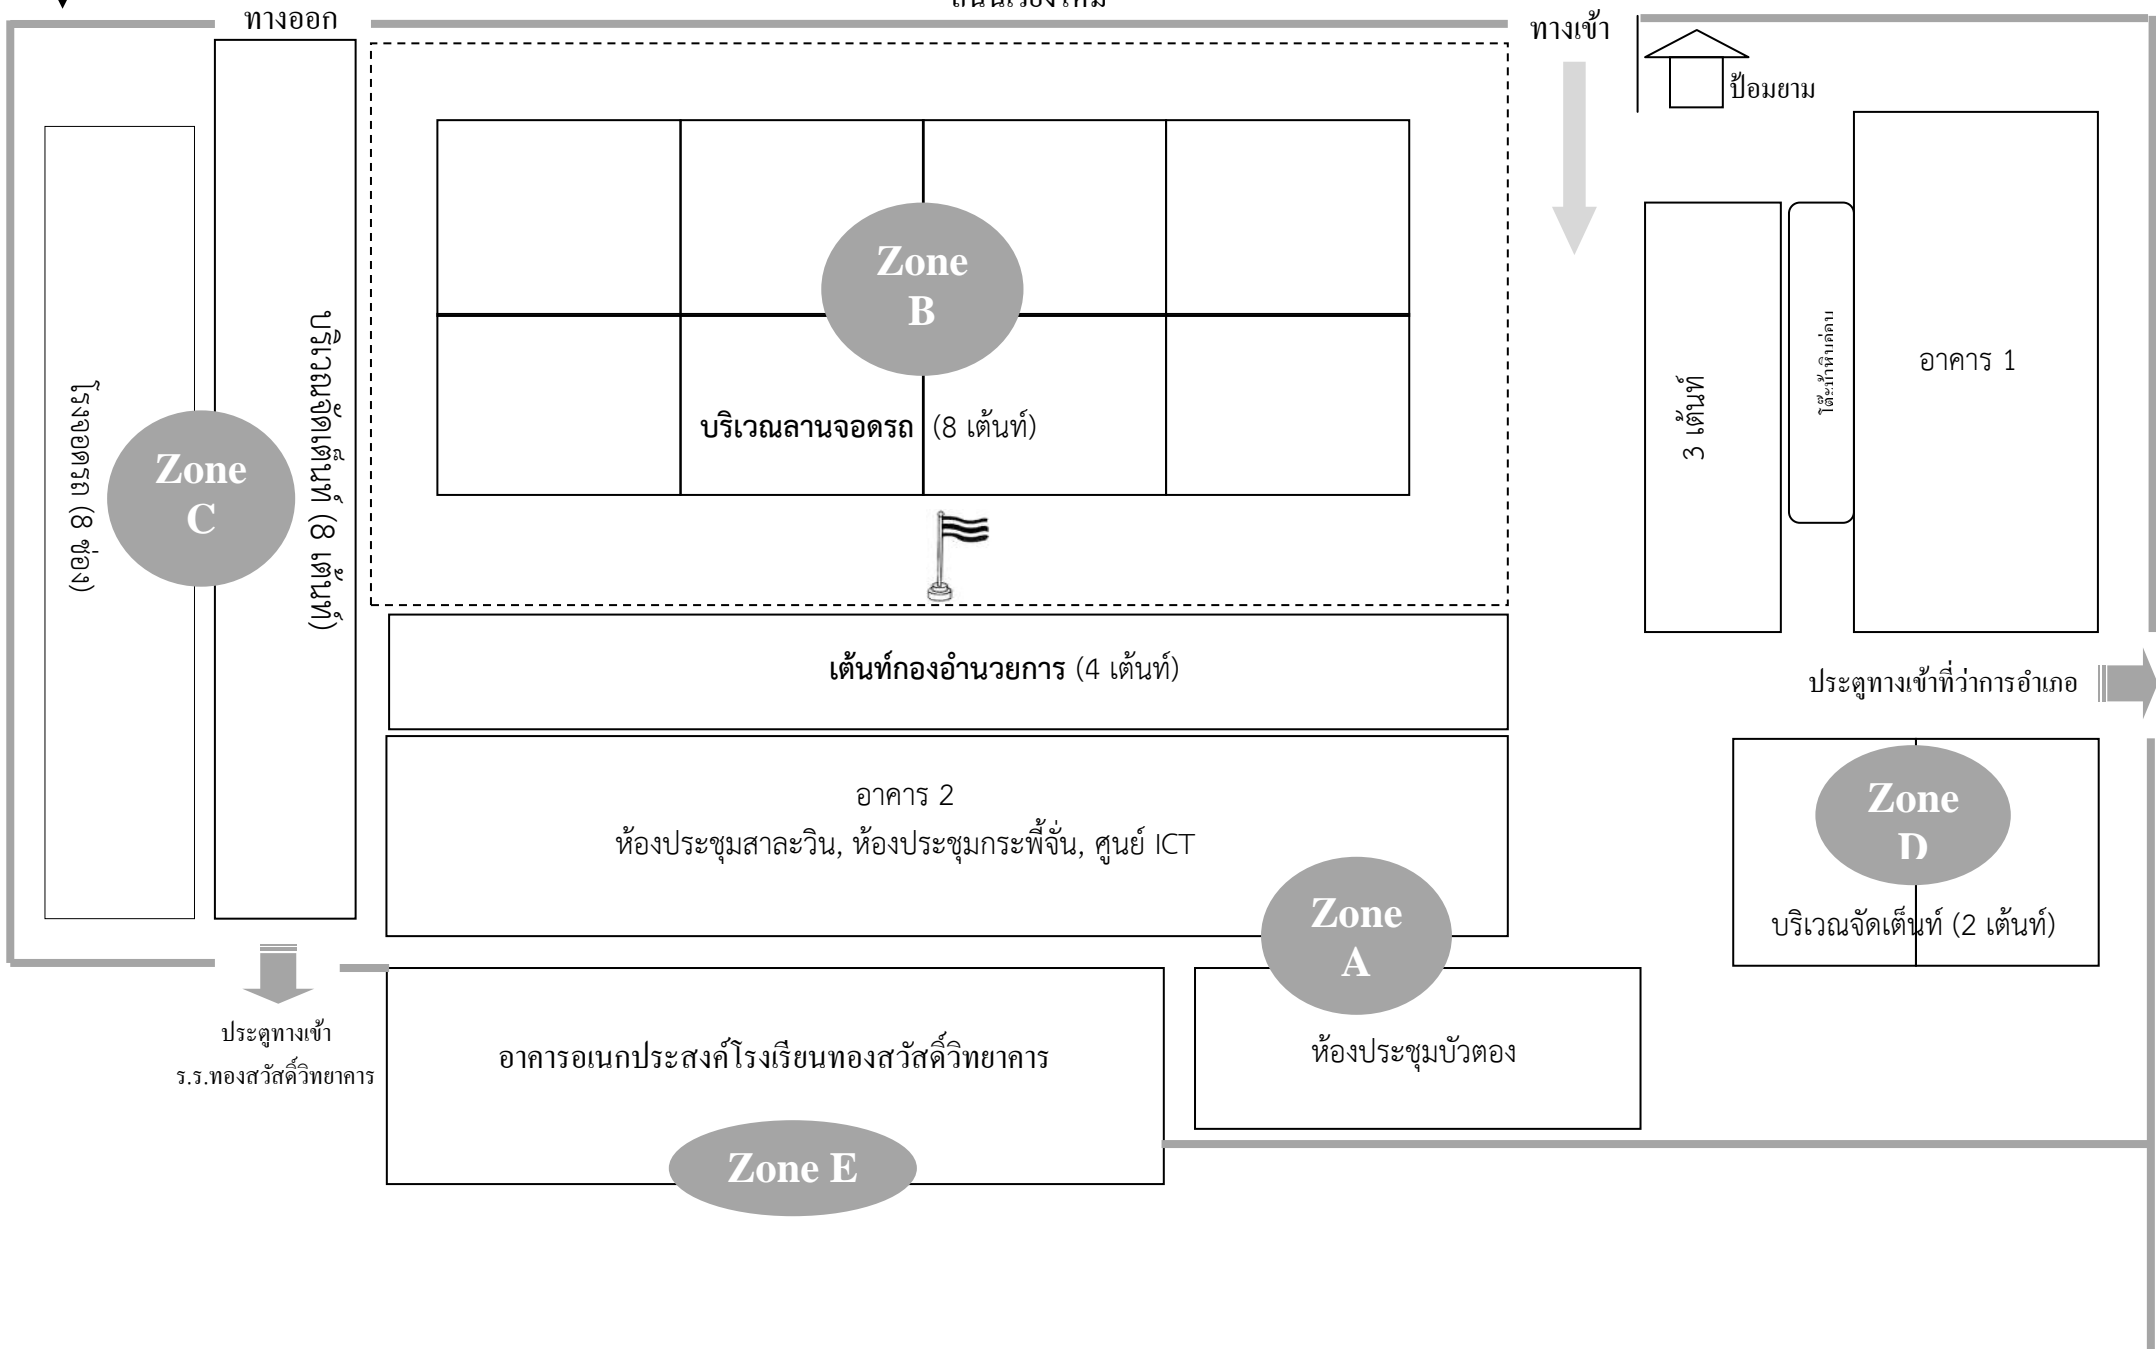 ทางออก
ทางเข้า
ป้อมยาม
Zone
B
บริเวณลานจอดรถ (8 เต้นท์)
โรงจอดรถ (8 ช่อง)
Zone
C
บริเวณจัดเต็นท์ (8 เต้นท์)
3 เต้นท์
อาคาร 1
เต้นท์กองอำนวยการ (4 เต้นท์)
ประตูทางเข้าที่ว่าการอำเภอ
อาคาร 2
ห้องประชุมสาละวิน, ห้องประชุมกระพี้จั่น, ศูนย์ ICT
Zone
A
Zone
D
บริเวณจัดเต็นท์ (2 เต้นท์)
ประตูทางเข้า
ร.ร.ทองสวัสดิ์วิทยาคาร
อาคารอเนกประสงค์โรงเรียนทองสวัสดิ์วิทยาคาร
ห้องประชุมบัวตอง
Zone E